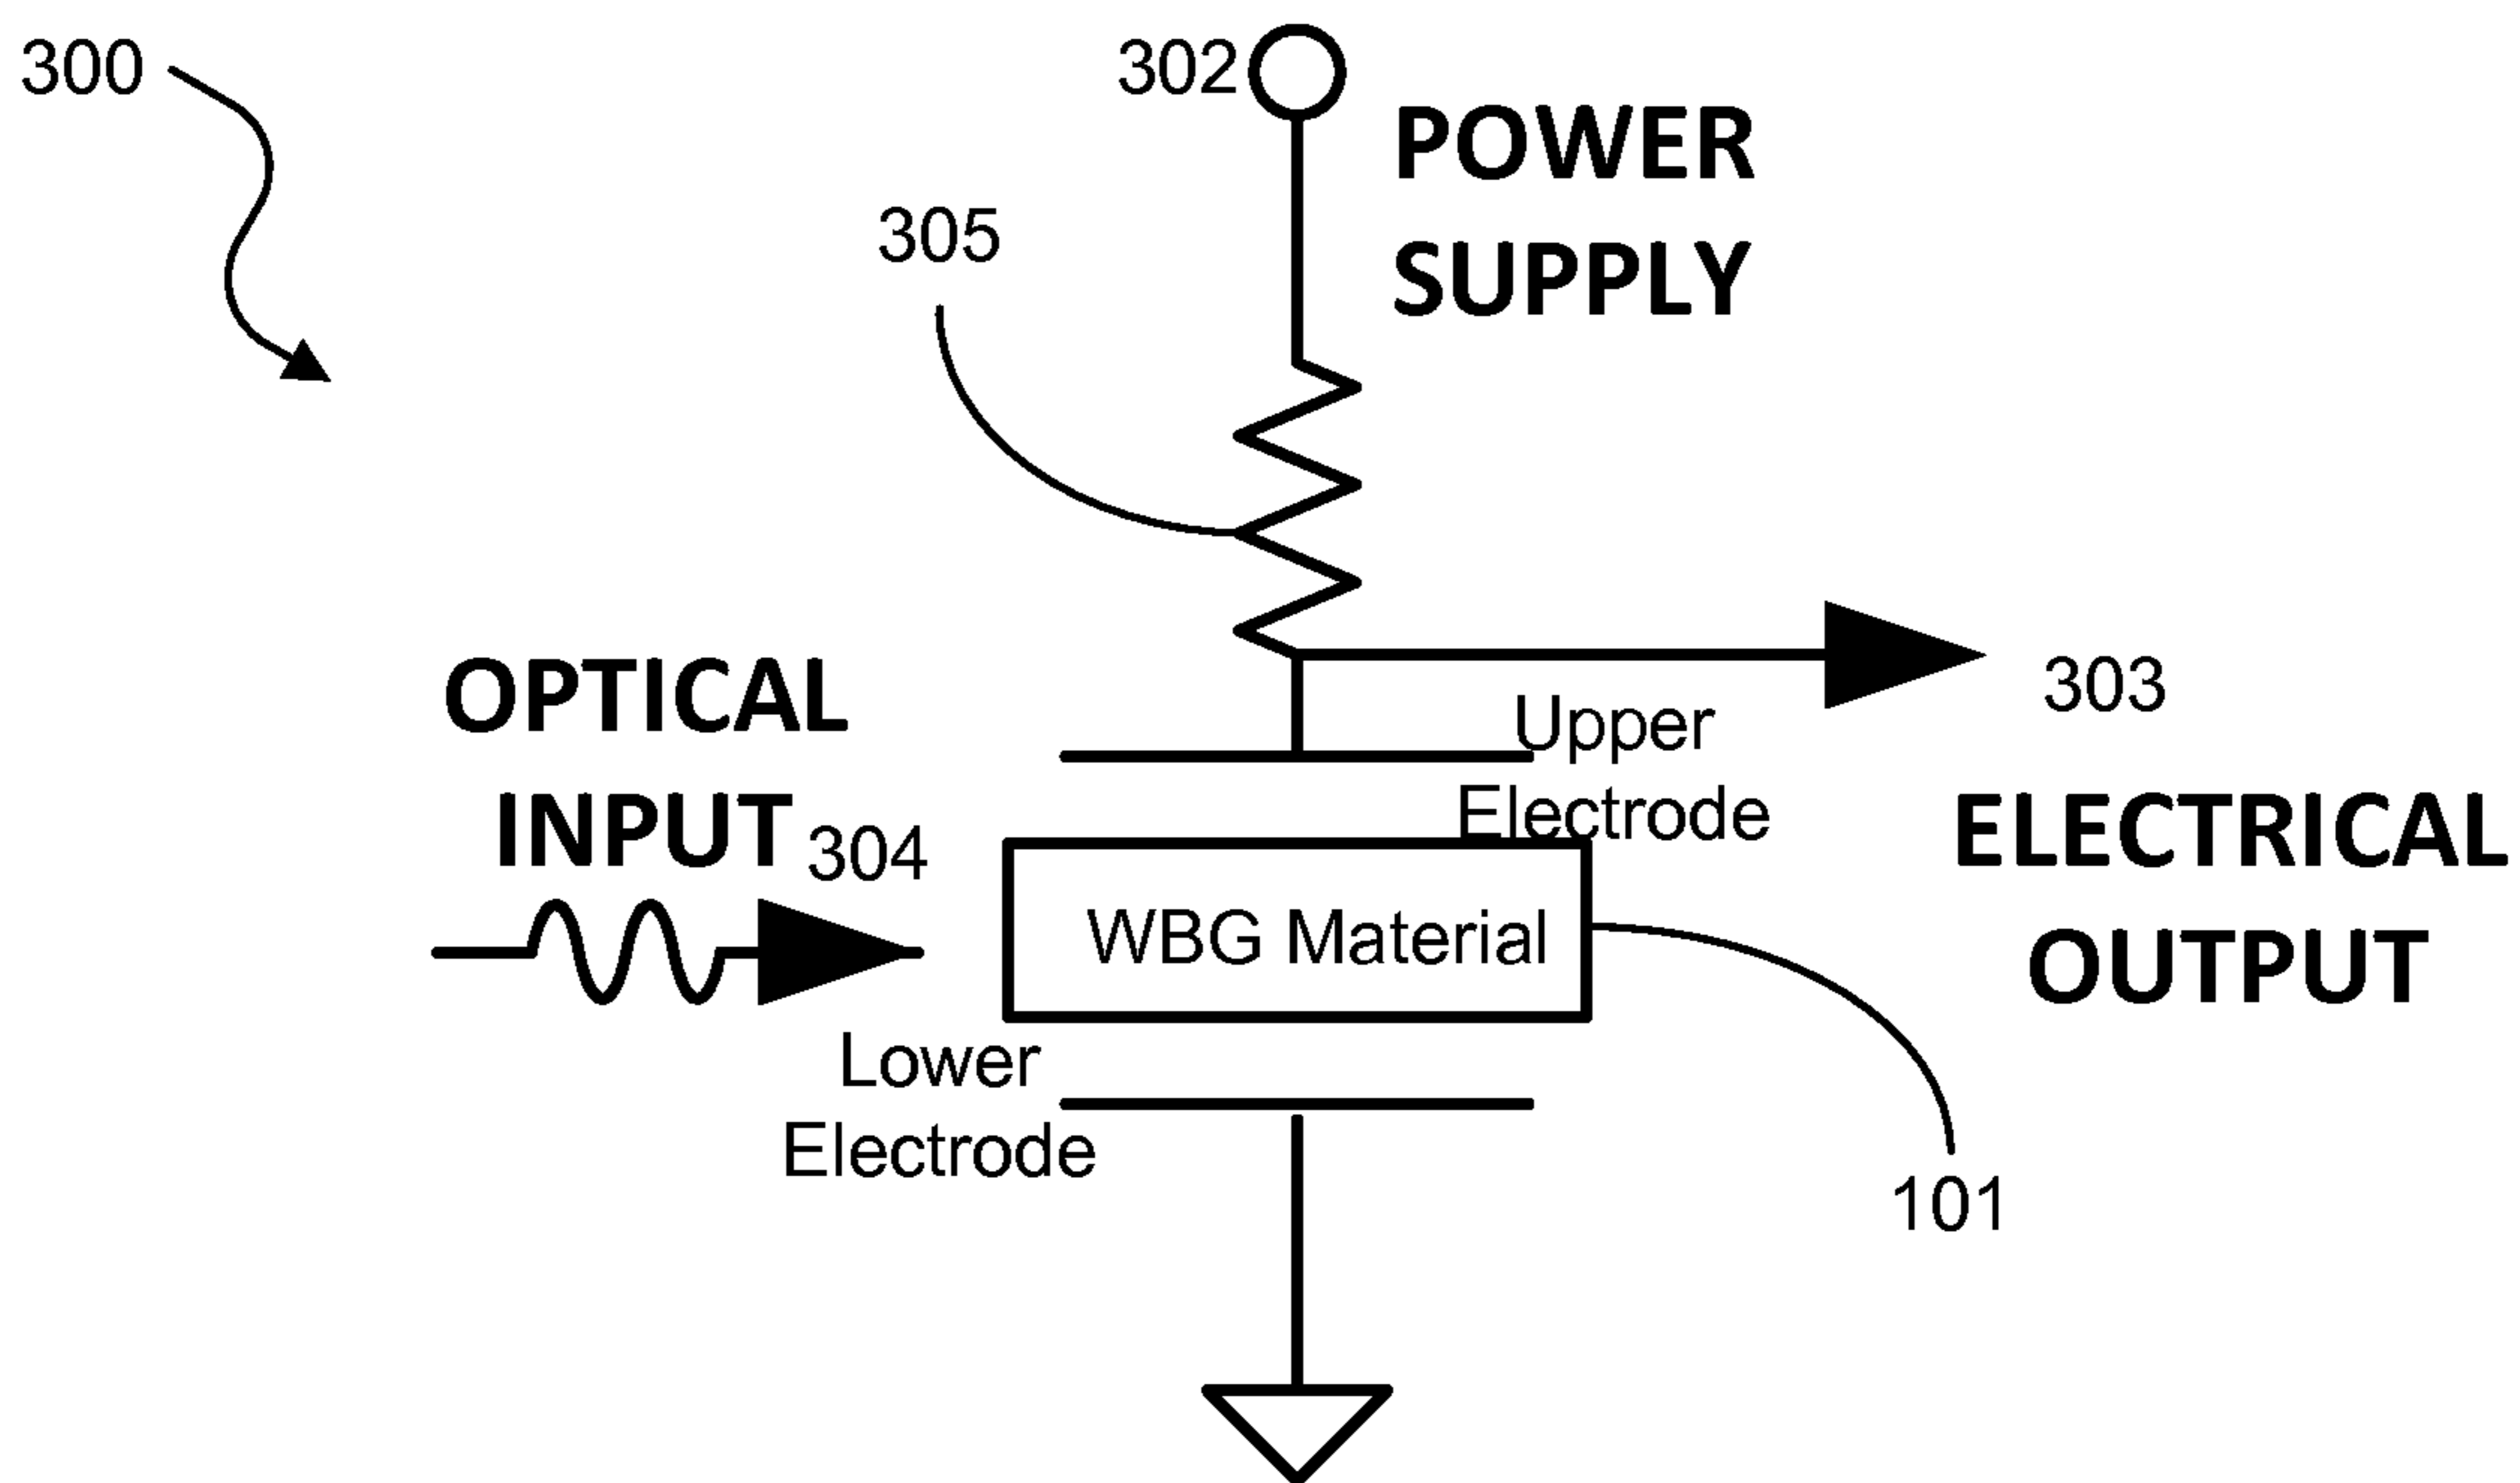 300
302
POWER
SUPPLY
305
OPTICAL
INPUT
304
303
Upper
Electrode
ELECTRICAL
OUTPUT
WBG Material
Lower
Electrode
101